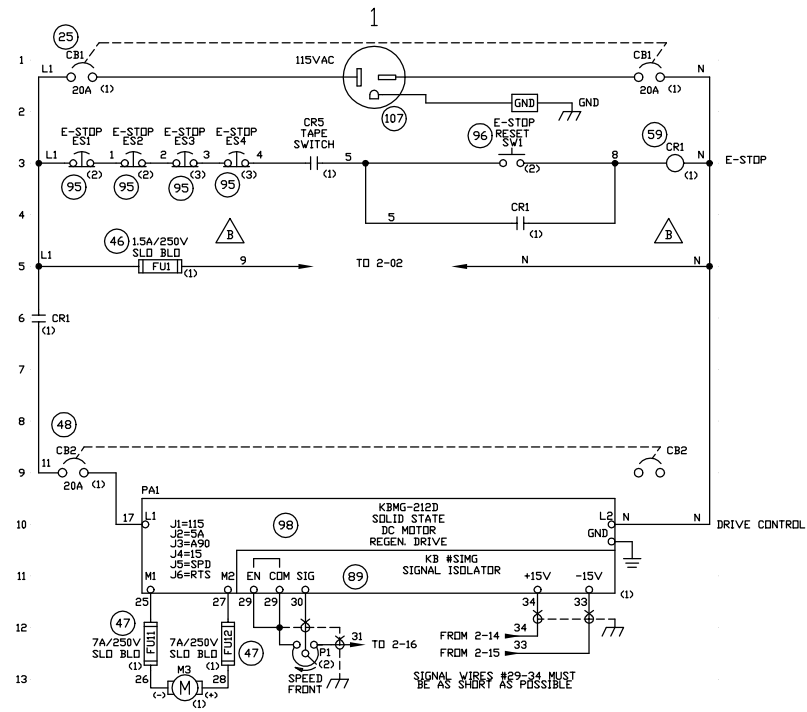 1
25
CB1 115VAC CB1
1 L1 N
20A (1) 20A (1)
2 GND GND
107
E-STOP ES1 E-STOP ES2 E-STOP ES3 E-STOP ES4
CR5 TAPE SWITCH
96 E-STOP RESET SW1
59 CR1
3 L1 1 2 3 4 5 8 N E-STOP
(2) (2) (3) (3) (1) (2) (1)
95 95 95 95
4 5 CR1
(1)
B B
46 1.5A/250V
SLO BLO
L1 9 N N
5 FU1 TO 2-02
(1)
6 CR1
(1)
7
8
48
CB2 CB2
11
9
20A (1)
PA1
KBMG-212D
SOLID STATE
DC MOTOR
REGEN. DRIVE
17 L1 L2 N N
10 98 GND DRIVE CONTROL
J1=115
J2=5A
J3=A90
J4=15
J5=SPD
J6=RTS
KB #SIMG
SIGNAL ISOLATOR
11 M1 M2 EN COM SIG 89 +15V -15V
(1)
25 27 29 29 30 34 33
47
12 34
7A/250V
SLO BLO
FU11
(1)
7A/250V
SLO BLO
FU12
(1)
47
31
TO 2-16
P1
(2)
FROM 2-14
33
FROM 2-15
M3
13 26 28
(-) M (+)
(1)
SPEED
FRONT
SIGNAL WIRES #29-34 MUST
BE AS SHORT AS POSSIBLE